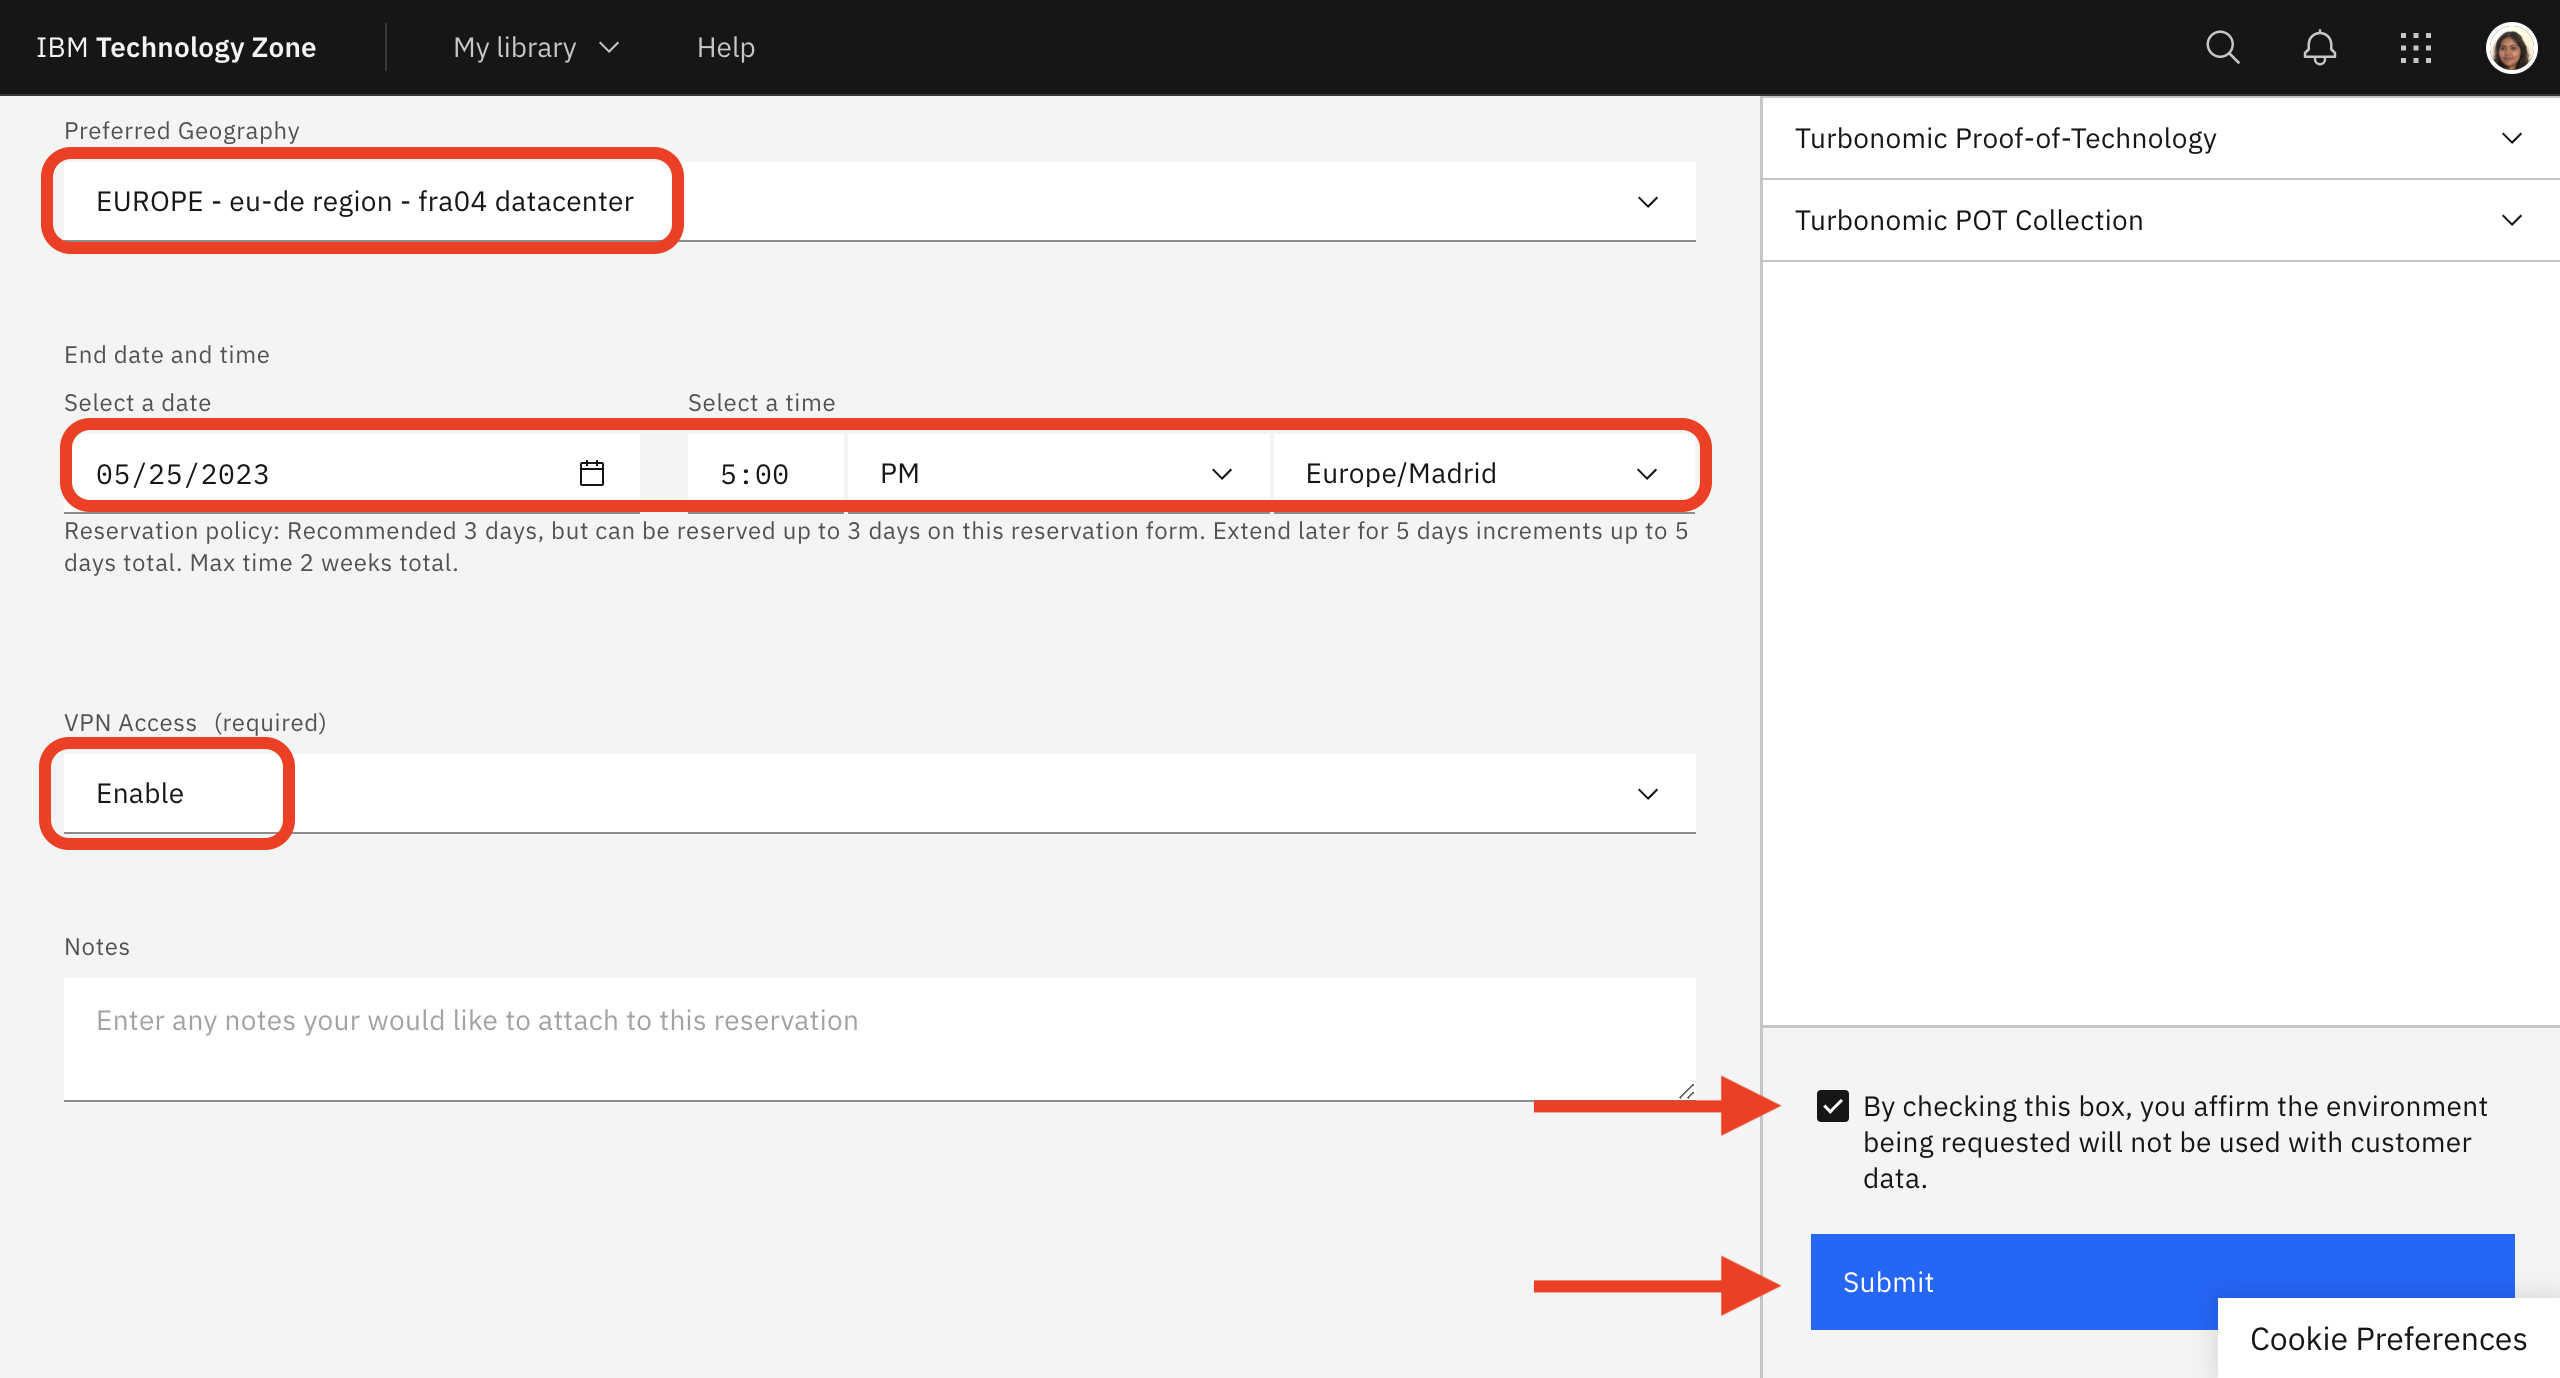 IBM Technology Zone
My library
Help
Preferred Geography
EUROPE - eu-de region - fra04 datacenter
End date and time
Select a date
Select a time
05/25/2023
5:00
PM
Europe/Madrid
Reservation policy: Recommended 3 days, but can be reserved up to 3 days on this reservation form. Extend later for 5 days increments up to 5
days total. Max time 2 weeks total.
VPN Access (required)
Enable
Notes
Enter any notes your would like to attach to this reservation
Turbonomic Proof-of-Technology
Turbonomic POT Collection
By checking this box, you affirm the environment
being requested will not be used with customer
data.
Submit
Cookie Preferences